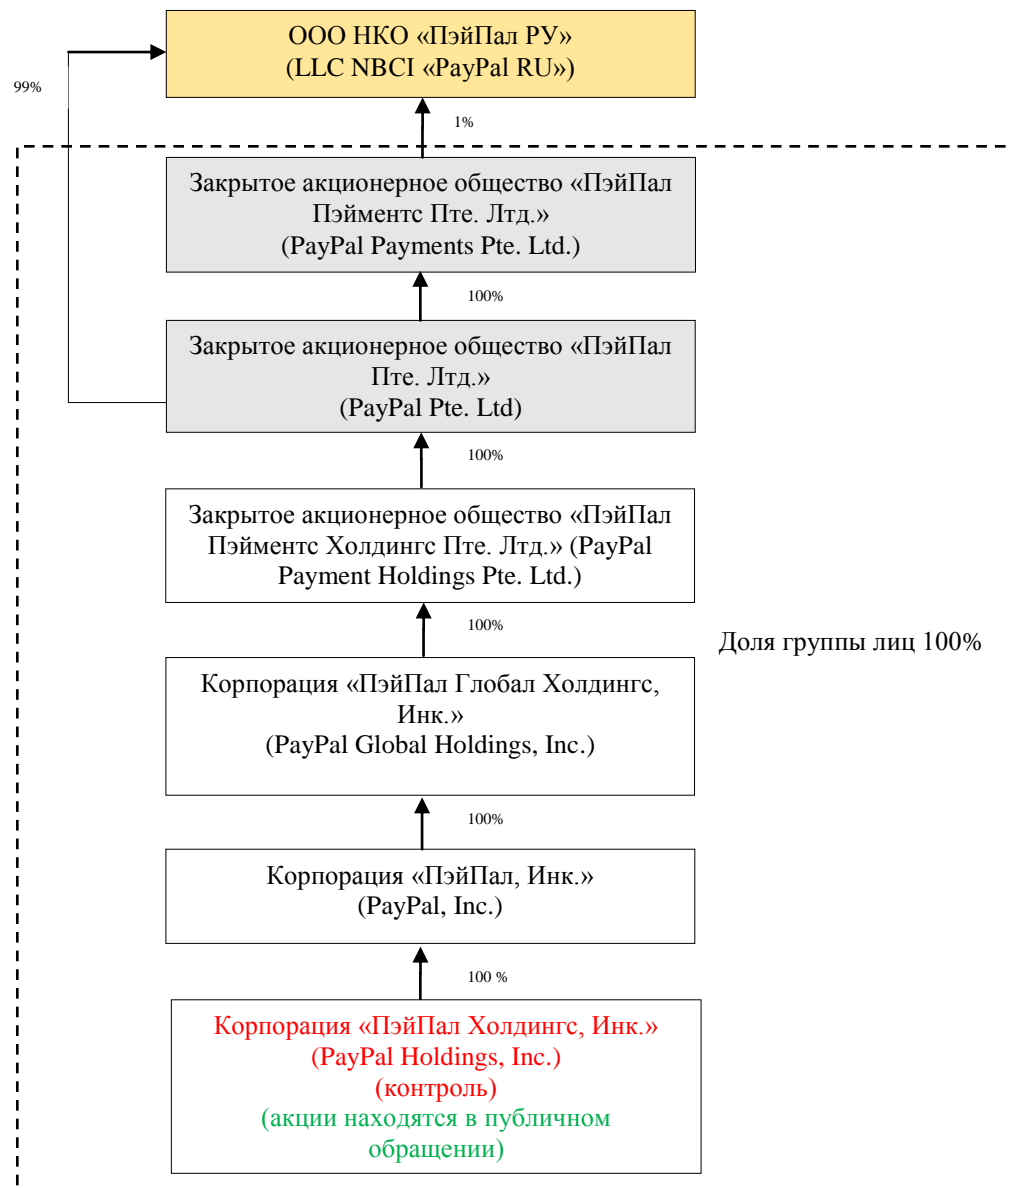 ООО НКО «ПэйПал РУ»
(LLC NBCI «PayPal RU»)
99%
1%
Закрытое акционерное общество «ПэйПал
Пэйментс Пте. Лтд.»
(PayPal Payments Pte. Ltd.)
100%
Закрытое акционерное общество «ПэйПал
Пте. Лтд.»
(PayPal Pte. Ltd)
100%
Закрытое акционерное общество «ПэйПал
Пэйментс Холдингс Пте. Лтд.» (PayPal
Payment Holdings Pte. Ltd.)
100%
Доля группы лиц 100%
Корпорация «ПэйПал Глобал Холдингс,
Инк.»
(PayPal Global Holdings, Inc.)
100%
Корпорация «ПэйПал, Инк.»
(PayPal, Inc.)
100 %
Корпорация «ПэйПал Холдингс, Инк.»
(PayPal Holdings, Inc.)
(контроль)
(акции находятся в публичном
обращении)